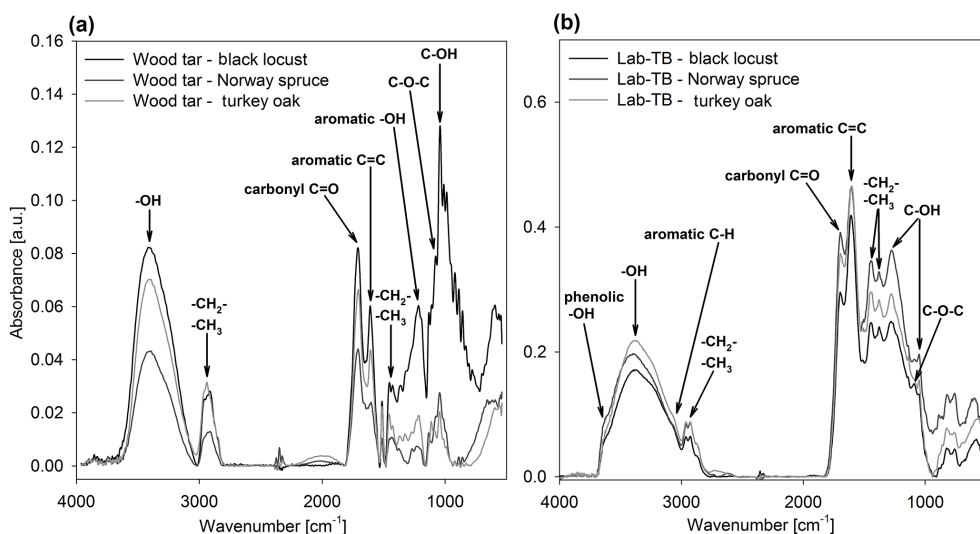 (a)
Absorbance [a.u.]
0.16
0.14
0.12
0.10
0.08
0.06
0.04
0.02
0.00
Wood tar - black locust
Wood tar - Norway spruce
Wood tar - turkey oak
C-OH
C-O-C
aromatic -OH
aromatic C=C
carbonyl C=O
-OH
-CH2-
-CH3
-CH2-
-CH3
4000 3000 2000 1000
Wavenumber [cm-1]
(b)
0.6
0.4
0.2
0.0
Lab-TB - black locust
Lab-TB - Norway spruce
Lab-TB - turkey oak
aromatic C=C
carbonyl C=O
-CH2-
-CH3
C-OH
aromatic C-H
-OH
phenolic
-OH
C-O-C
-CH2-
-CH3
4000 3000 2000 1000
Wavenumber [cm-1]